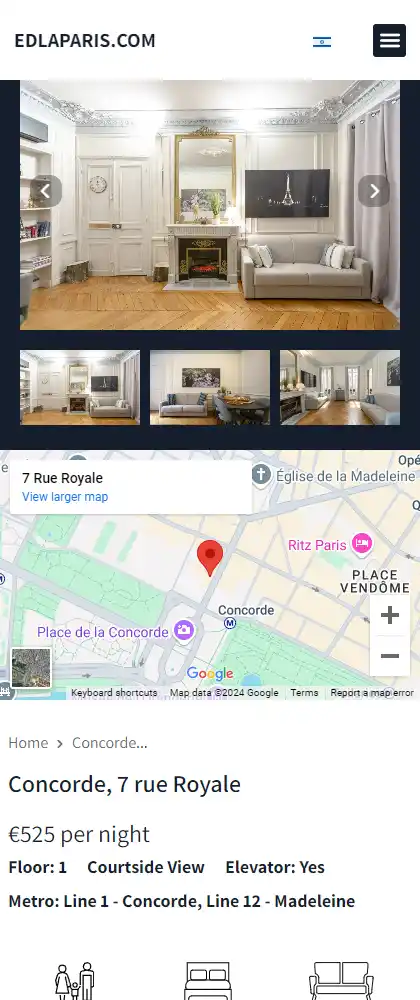 EDLAPARIS.COM
7 Rue Royale
View larger map
Église de la Madeleine
Opé
Ritz Paris
PLACE
VENDÔME
Concorde
Place de la Concorde
Google
Keyboard shortcuts Map data ©2024 Google Terms Report a map error
Home > Concorde...
Concorde, 7 rue Royale
€525 per night
Floor: 1 Courtside View Elevator: Yes
Metro: Line 1 - Concorde, Line 12 - Madeleine